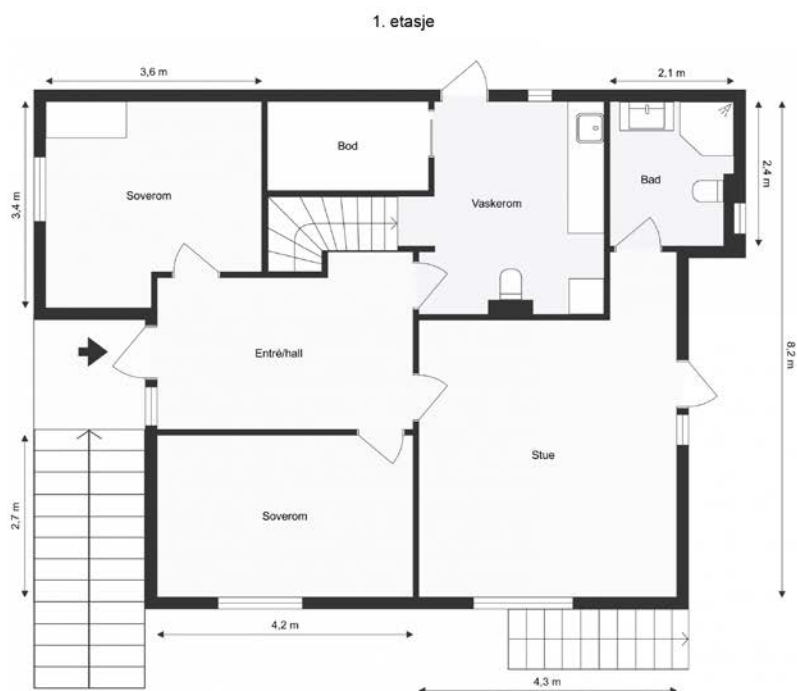 1. etasje
3,6 m
2,1 m
3,4 m
Soverom
Bod
Vaskerom
Bad
2,4 m
Entré/hall
8,2 m
2,7 m
Soverom
Stue
4,2 m
4,3 m